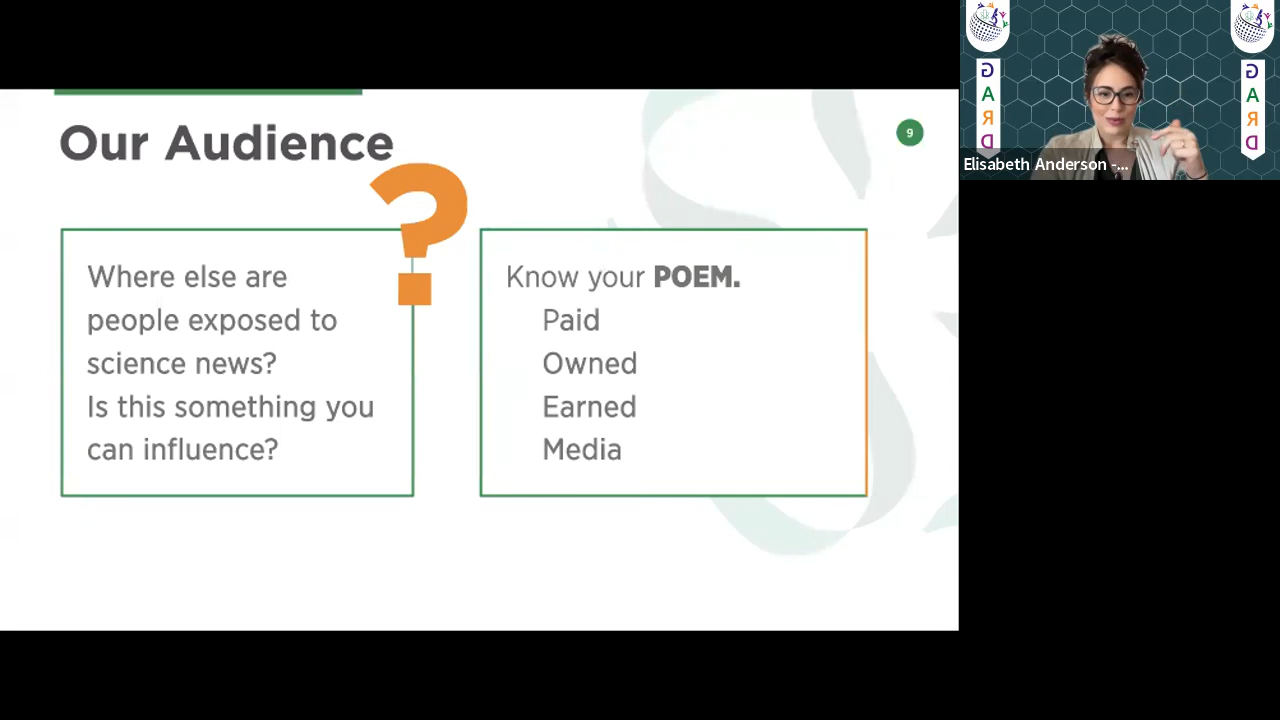 Our Audience
9
?
Where else are
people exposed to
science news?
Is this something you
can influence?
Know your POEM.
Paid
Owned
Earned
Media
Elisabeth Anderson -...
G
A
R
D
G
A
R
D